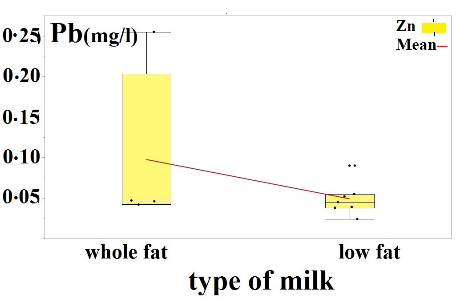 Pb(mg/l)
Zn
Mean
0.25
0.20
0.15
0.10
0.05
whole fat
low fat
type of milk